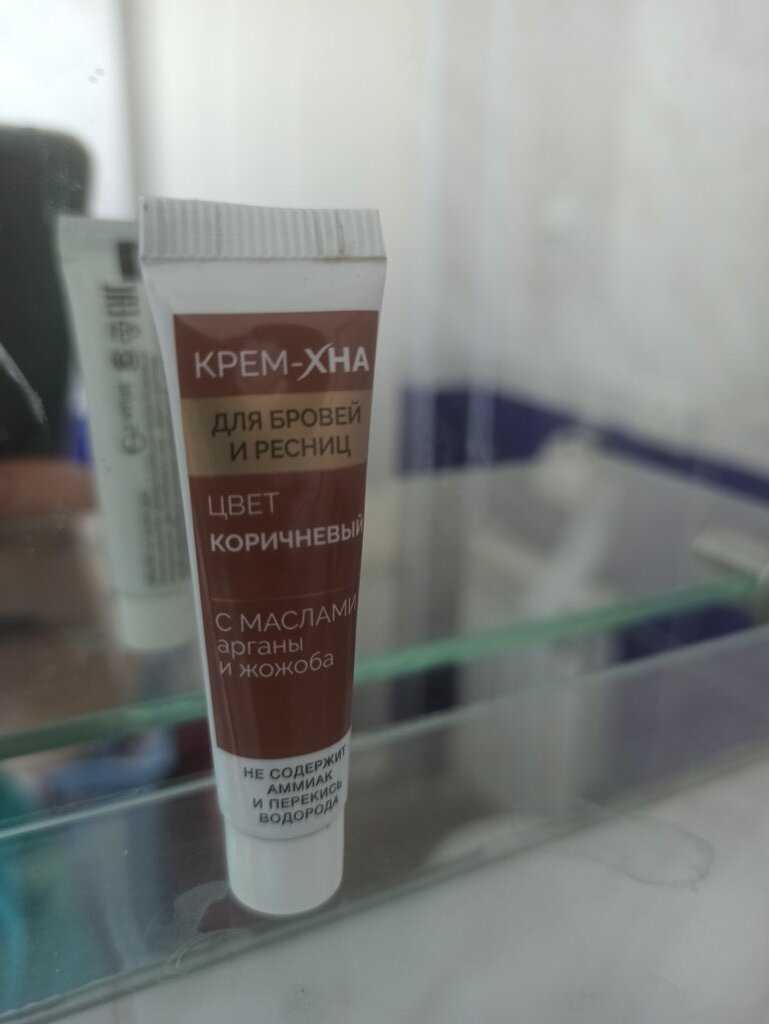 КРЕМ-ХНА
ДЛЯ БРОВЕЙ
И РЕСНИЦ
ЦВЕТ
КОРИЧНЕВЫЙ
С МАСЛАМИ
арганы
и жожоба
НЕ СОДЕРЖИТ
АММИАК
И ПЕРЕКИСЬ
ВОДОРОДА